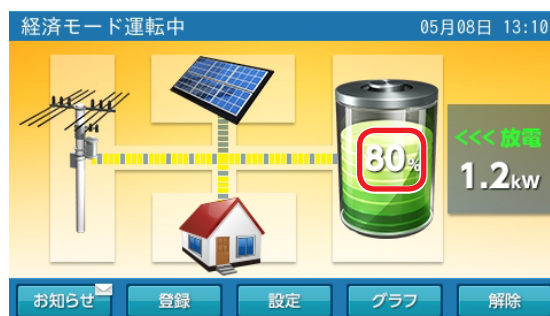 経済モード運転中 05月08日 13:10
80%
<<< 放電
1.2kW
お知らせ 登録 設定 グラフ 解除